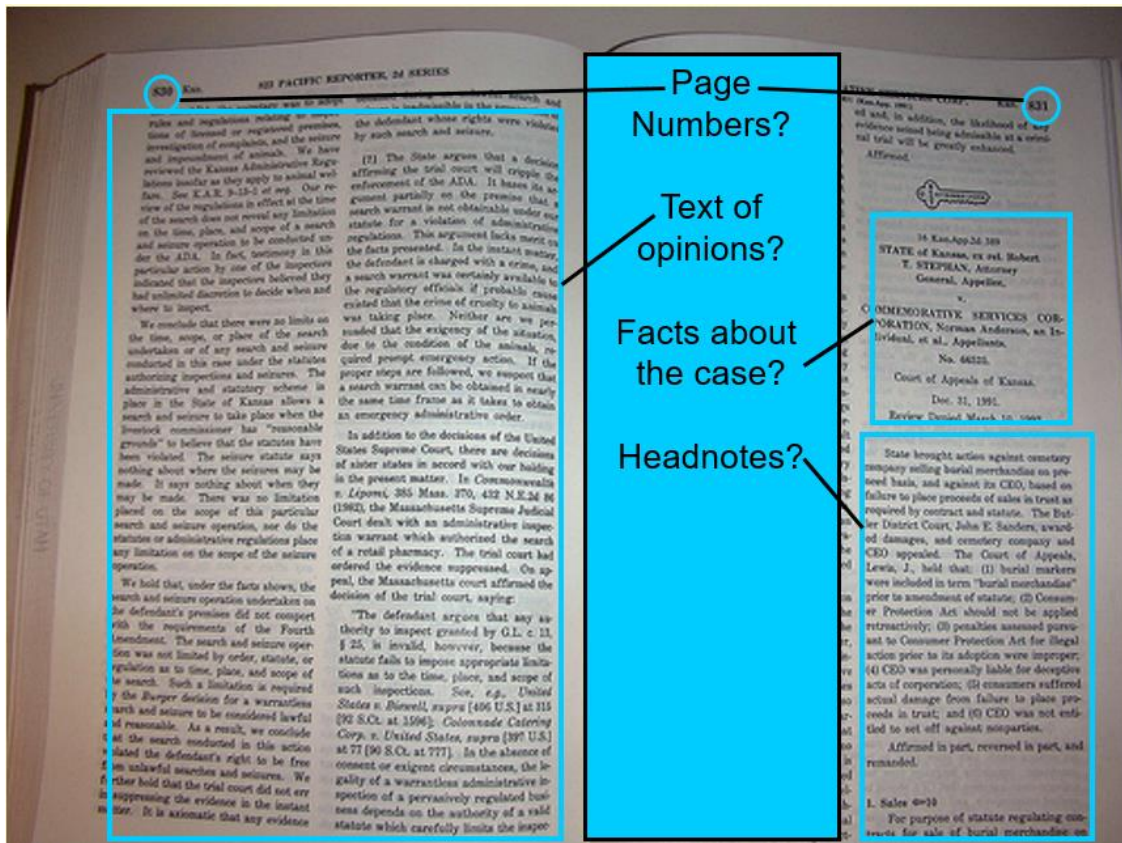 830 Kan.
823 PACIFIC REPORTER, 2d SERIES
rules and regulations relating to
tions of licensed or registered premises,
investigation of complaints, and the seizure
and impoundment of animals. We have
reviewed the Kansas Administrative Regu-
lations insofar as they apply to animal wel-
fare. See K.A.R. et seq. Our re-
view of the regulations in effect at the time
of the search does not reveal any limitation
on the time, place, and scope of a search
and seizure operation to be conducted un-
der the ADA. In fact, testimony in this
particular action by one of the inspectors
indicated that the inspectors believed they
had unlimited discretion to decide when and
where to inspect.
We conclude that there were no limits on
the time, scope, or place of the search
undertaken or of any search and seizure
conducted in this case under the statutes
authorizing inspections and seizures. The
administrative and statutory scheme in
place in the State of Kansas allows a
search and seizure to take place when the
livestock commissioner has "reasonable
grounds" to believe that the statutes have
been violated. The seizure statute says
nothing about where the seizures may be
made. It says nothing about when they
may be made. There was no limitation
placed on the scope of this particular
search and seizure operation, nor do the
statutes or administrative regulations place
any limitation on the scope of the seizure
operation.
We hold that, under the facts shown, the
search and seizure operation undertaken on
the defendant's premises did not comport
with the requirements of the Fourth
Amendment. The search and seizure oper-
ation was not limited by order, statute, or
regulation as to time, place, and scope of
the search. Such a limitation is required
by the Burger decision for a warrantless
search and seizure to be considered lawful
and reasonable. As a result, we conclude
that the search conducted in this action
violated the defendant's right to be free
from unlawful searches and seizures. We
further hold that the trial court did not err
in suppressing the evidence in the instant
matter. It is axiomatic that any evidence
search and
is inadmissible in the
the defendant whose rights were violated
by such search and seizure.
[7] The State argues that a decision
affirming the trial court will cripple the
enforcement of the ADA. It bases its ar-
gument partially on the premise that a
search warrant is not obtainable under our
statute for a violation of administrative
regulations. This argument lacks merit on
the facts presented. In the instant matter,
the defendant is charged with a crime, and
a search warrant was certainly available to
the regulatory officials if probable cause
existed that the crime of cruelty to animals
was taking place. Neither are we per-
suaded that the exigency of the situation,
due to the condition of the animals, re-
quired prompt emergency action. If the
proper steps are followed, we suspect that
a search warrant can be obtained in nearly
the same time frame as it takes to obtain
an emergency administrative order.
In addition to the decisions of the United
States Supreme Court, there are decisions
of sister states in accord with our holding
in the present matter. In Commonwealth
v. Lipomi, 385 Mass. 370, 432 N.E.2d 86
(1982), the Massachusetts Supreme Judicial
Court dealt with an administrative inspec-
tion warrant which authorized the search
of a retail pharmacy. The trial court had
ordered the evidence suppressed. On ap-
peal, the Massachusetts court affirmed the
decision of the trial court, saying:
"The defendant argues that any au-
thority to inspect granted by G.L. c. 13,
§ 25, is invalid, however, because the
statute fails to impose appropriate limita-
tions as to the time, place, and scope of
such inspections. See, e.g., United
States v. Biswell, supra [406 U.S.] at 315
[92 S.Ct. at 1596]; Colonnade Catering
Corp. v. United States, supra [397 U.S.]
at 77 [90 S.Ct. at 777]. In the absence of
consent or exigent circumstances, the le-
gality of a warrantless administrative in-
spection of a pervasively regulated busi-
ness depends on the authority of a valid
statute which carefully limits the inspec-
Page
Numbers?
Text of
opinions?
Facts about
the case?
Headnotes?
SERVICES CORP. Kan. 831
(Kan.App. 1991)
ed and, in addition, the likelihood of any
evidence seized being admissible at a crimi-
nal trial will be greatly enhanced.
Affirmed.
16 Kan.App.2d 389
STATE of Kansas, ex rel. Robert
T. STEPHAN, Attorney
General, Appellee,
v.
COMMEMORATIVE SERVICES COR-
PORATION, Norman Anderson, an In-
dividual, et al., Appellants.
No.
Court of Appeals of Kansas.
Dec. 31, 1991.
Review Denied March
State brought action against cemetery
company selling burial merchandise on pre-
need basis, and against its CEO, based on
failure to place proceeds of sales in trust as
required by contract and statute. The But-
ler District Court, John E. Sanders, award-
ed damages, and cemetery company and
CEO appealed. The Court of Appeals,
Lewis, J., held that: (1) burial markers
were included in term "burial merchandise"
prior to amendment of statute; (2) Consum-
er Protection Act should not be applied
retroactively; (3) penalties assessed pursu-
ant to Consumer Protection Act for illegal
action prior to its adoption were improper;
(4) CEO was personally liable for deceptive
acts of corporation; (5) consumers suffered
actual damage from failure to place pro-
ceeds in trust; and (6) CEO was not enti-
tled to set off against nonparties.
Affirmed in part, reversed in part, and
remanded.
1. Sales
For purpose of statute regulating con-
tracts for sale of burial merchandise on